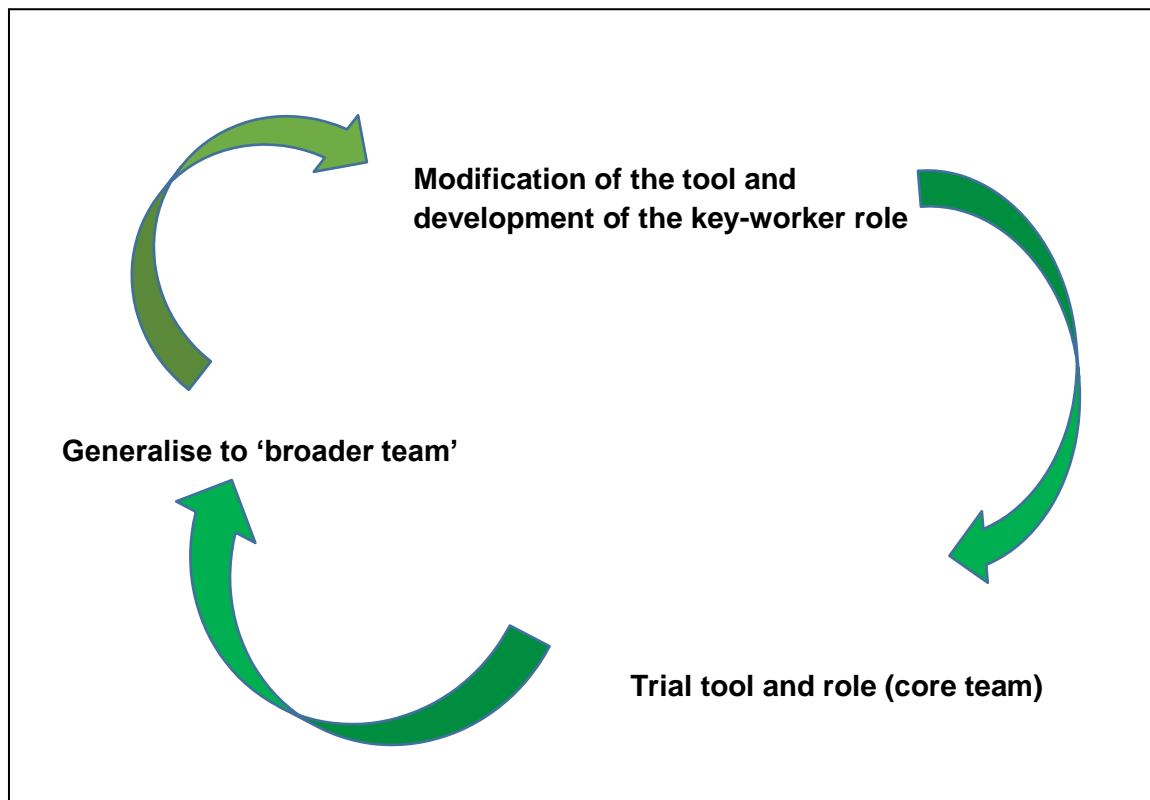 Modification of the tool and
development of the key-worker role
Generalise to ‘broader team’
Trial tool and role (core team)